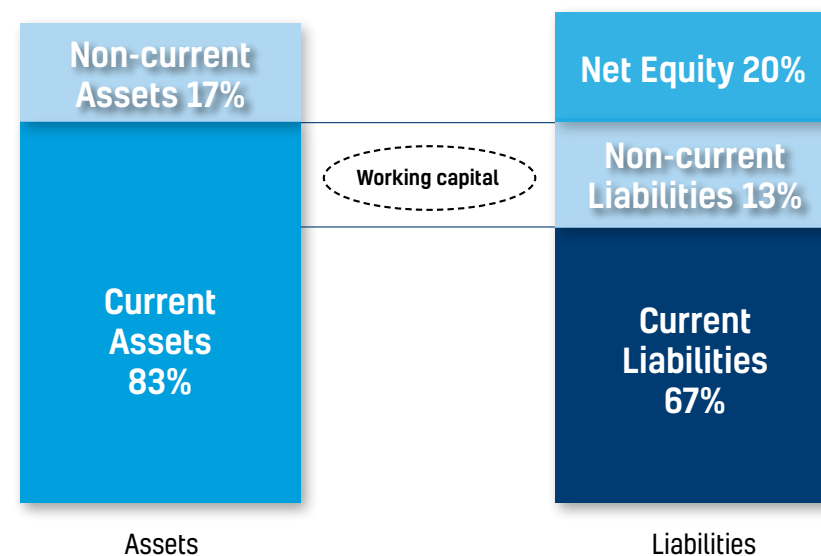 Non-current
Assets 17%
Current
Assets
83%
Working capital
Net Equity 20%
Non-current
Liabilities 13%
Current
Liabilities
67%
Assets
Liabilities